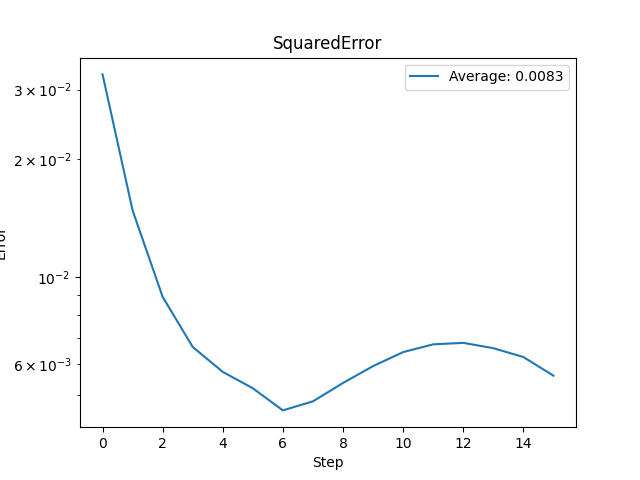 SquaredError
Average: 0.0083
3 × 10⁻²
2 × 10⁻²
10⁻²
6 × 10⁻³
Error
0 2 4 6 8 10 12 14
Step